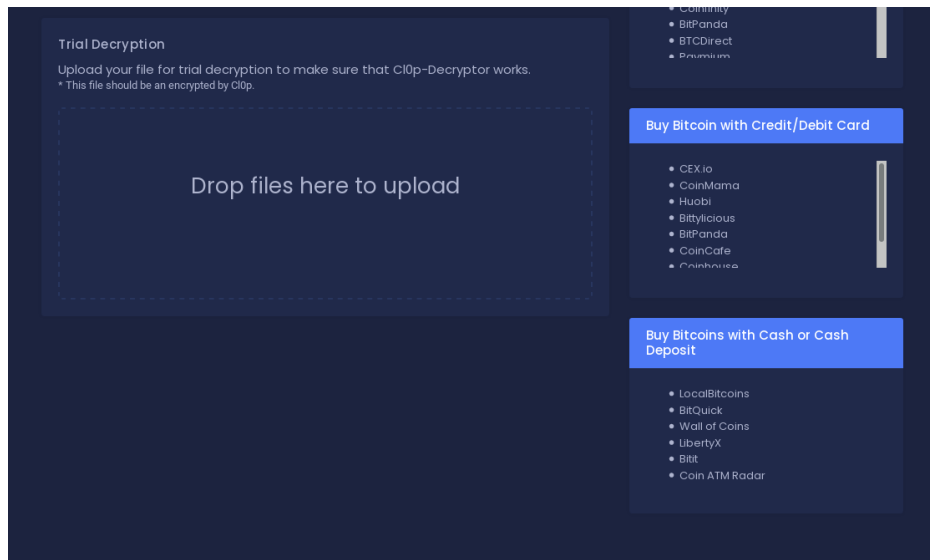 Trial Decryption
Upload your file for trial decryption to make sure that Cl0p-Decryptor works.
* This file should be an encrypted by Cl0p.
Drop files here to upload
Coinfinity
BitPanda
BTCDirect
Paymium
Buy Bitcoin with Credit/Debit Card
CEX.io
CoinMama
Huobi
Bittylicious
BitPanda
CoinCafe
Coinhouse
Buy Bitcoins with Cash or Cash
Deposit
LocalBitcoins
BitQuick
Wall of Coins
LibertyX
Bitit
Coin ATM Radar